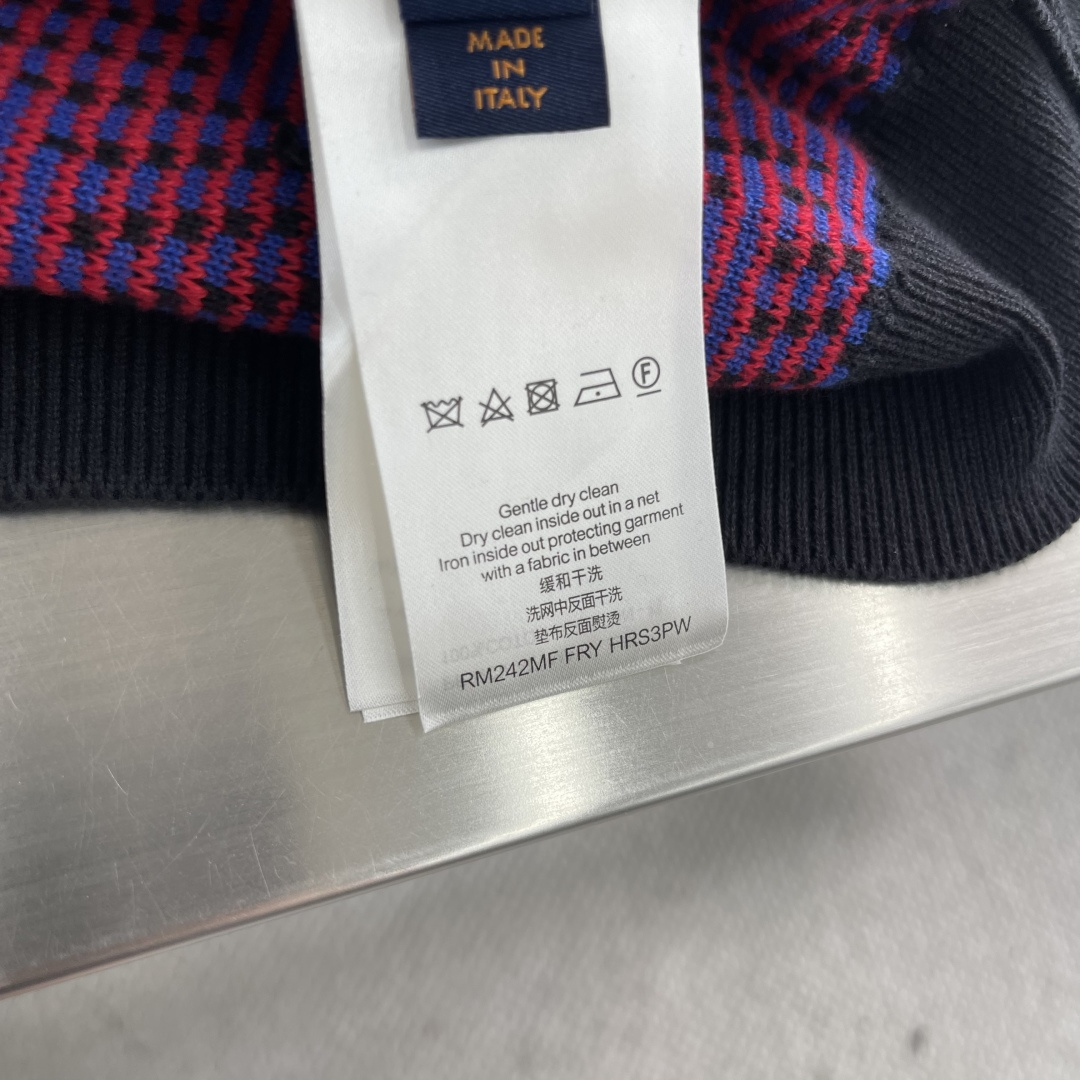 MADE
IN
ITALY
F
Gentle dry clean
Dry clean inside out in a net
Iron inside out protecting garment
with a fabric in between
缓和干洗
洗网中反面干洗
垫布反面熨烫
RM242MF FRY HRS3PW